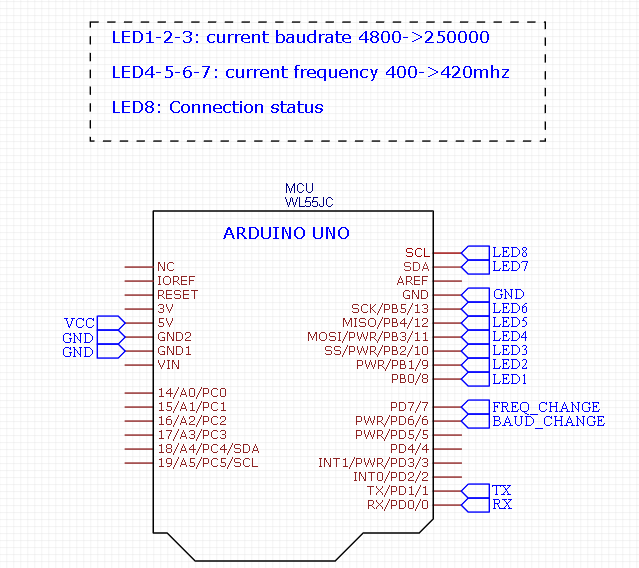 LED1-2-3: current baudrate 4800->250000
LED4-5-6-7: current frequency 400->420mhz
LED8: Connection status
MCU
WL55JC
ARDUINO UNO
SCL LED8
NC SDA LED7
IOREF AREF
RESET GND GND
3V SCK/PB5/13 LED6
VCC 5V MISO/PB4/12 LED5
GND GND2 MOSI/PWR/PB3/11 LED4
GND GND1 SS/PWR/PB2/10 LED3
VIN PWR/PB1/9 LED2
PB0/8 LED1
14/A0/PC0
15/A1/PC1 PD7/7 FREQ_CHANGE
16/A2/PC2 PWR/PD6/6 BAUD_CHANGE
17/A3/PC3 PWR/PD5/5
18/A4/PC4/SDA PD4/4
19/A5/PC5/SCL INT1/PWR/PD3/3
INT0/PD2/2
TX/PD1/1 TX
RX/PD0/0 RX